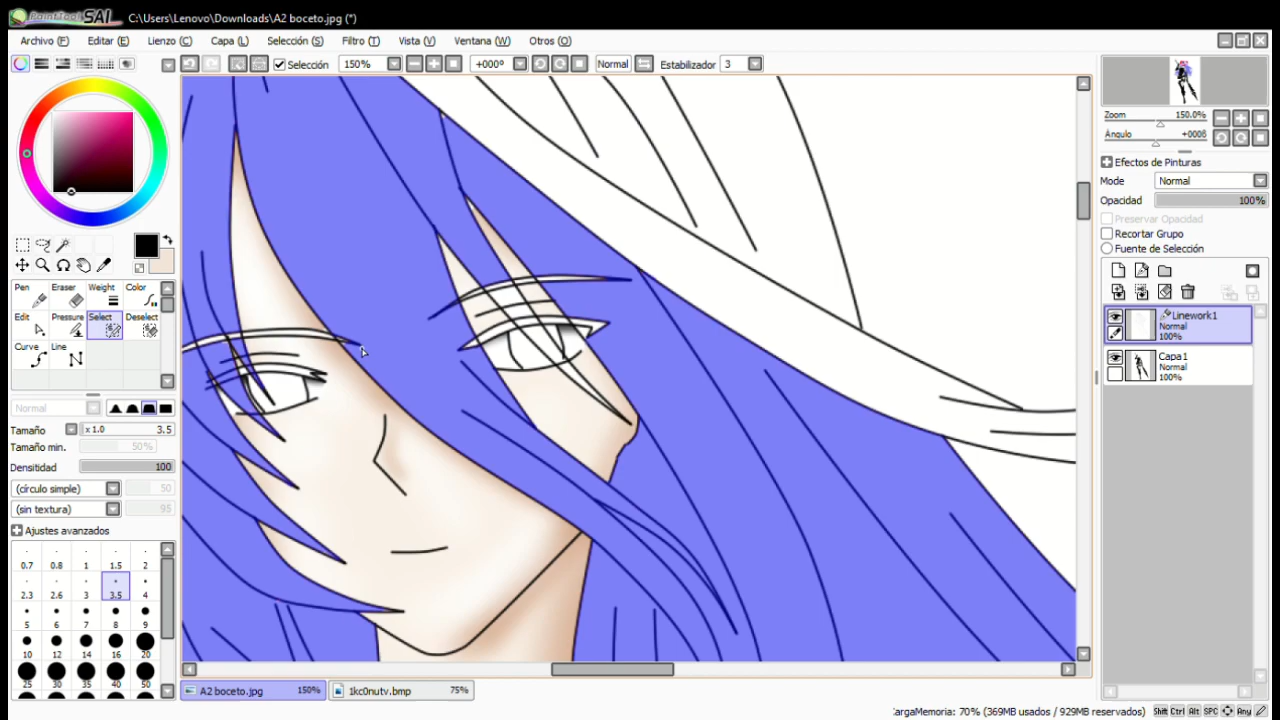 PaintTool SAI C:\Users\Lenovo\Downloads\A2 boceto.jpg (*)
Archivo (F) Editar (E) Lienzo (C) Capa (L) Selección (S) Filtro (T) Vista (V) Ventana (W) Otros (O)
Selección 150% +000º Normal Estabilizador 3
Zoom 150.0%
Ángulo +000ß
Efectos de Pinturas
Modo Normal
Opacidad 100%
Preservar Opacidad
Recortar Grupo
Fuente de Selección
Linework1
Normal
100%
Capa1
Normal
100%
Pen Eraser Weight Color
Edit Pressure Select Deselect
Curve Line
Normal
Tamaño x 1.0 3.5
Tamaño min. 50%
Densidad 100
(círculo simple) 50
(sin textura) 95
Ajustes avanzados
0.7 0.8 1 1.5 2
2.3 2.6 3 3.5 4
5 6 7 8 9
10 12 14 16 20
25 30 35 40 50
A2 boceto.jpg 150% 1kc0nutv.bmp 75%
:argaMemoria: 70% (369MB usados / 929MB reservados) Shift Ctrl Alt SPC Any